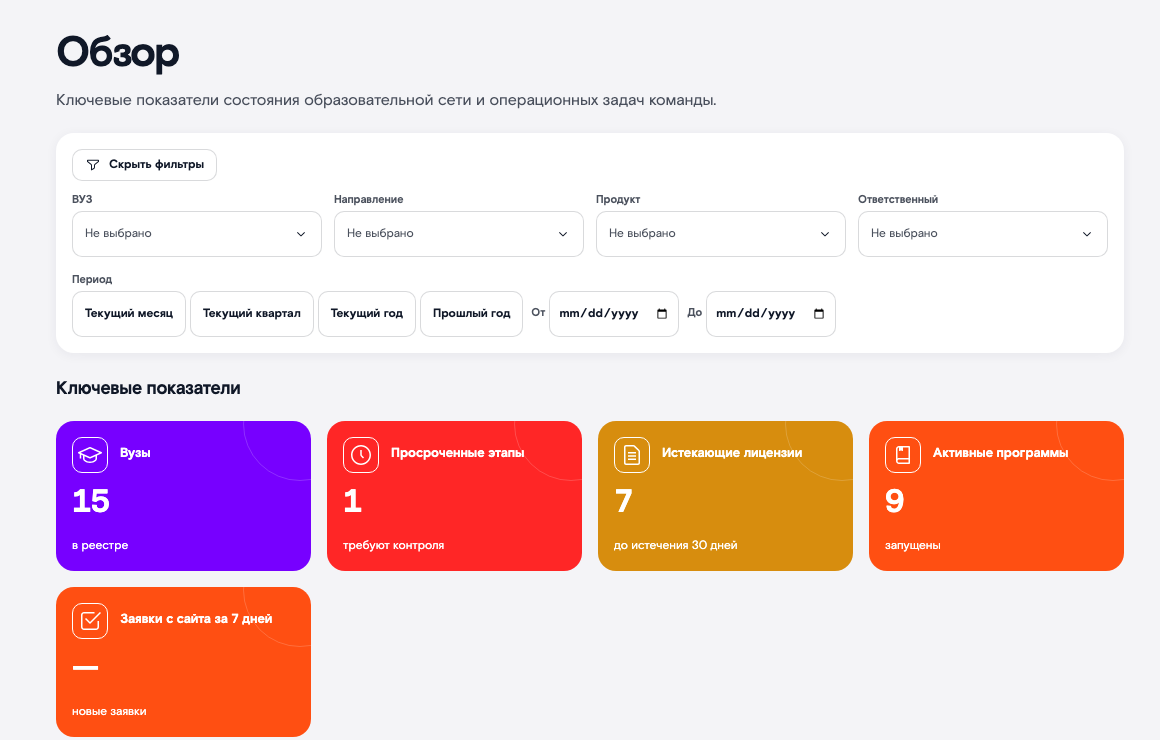 Обзор
Ключевые показатели состояния образовательной сети и операционных задач команды.
Скрыть фильтры
ВУЗ Направление Продукт Ответственный
Не выбрано Не выбрано Не выбрано Не выбрано
Период
Текущий месяц Текущий квартал Текущий год Прошлый год От mm/dd/yyyy До mm/dd/yyyy
Ключевые показатели
Вузы
15
в реестре
Просроченные этапы
1
требуют контроля
Истекающие лицензии
7
до истечения 30 дней
Активные программы
9
запущены
Заявки с сайта за 7 дней
—
новые заявки